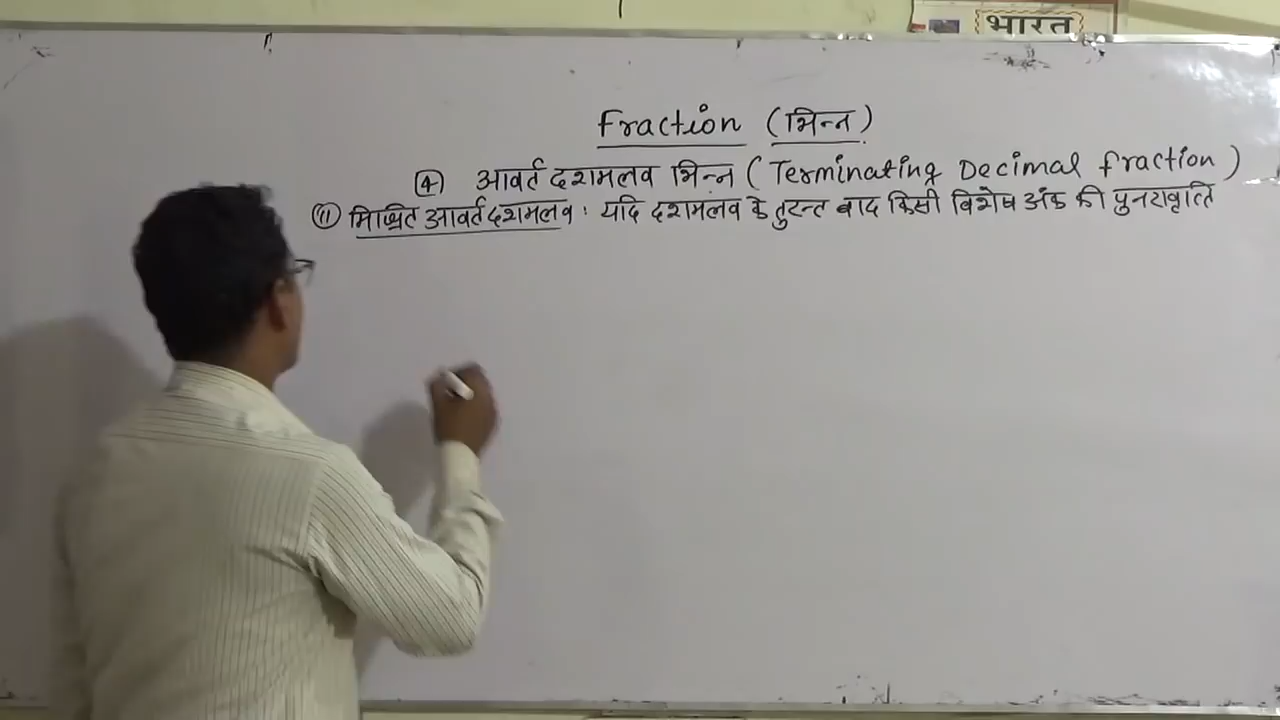 भारत
Fraction (भिन्न)
4 आवर्त दशमलव भिन्न (Terminating Decimal fraction)
(ii) मिश्रित आवर्त दशमलव : यदि दशमलव के तुरन्त बाद किसी विशेष अंक की पुनरावृत्ति